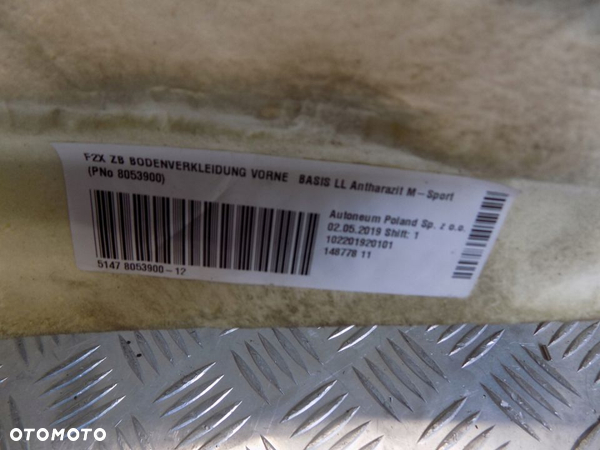 F2X ZB BODENVERKLEIDUNG VORNE BASIS LL Antharazit M-Sport
(PNo 8053900)
Autoneum Poland Sp. z o.o.
02.05.2019 Shift: 1
102201920101
148778 11
5147 8053900-12
OTOMOTO